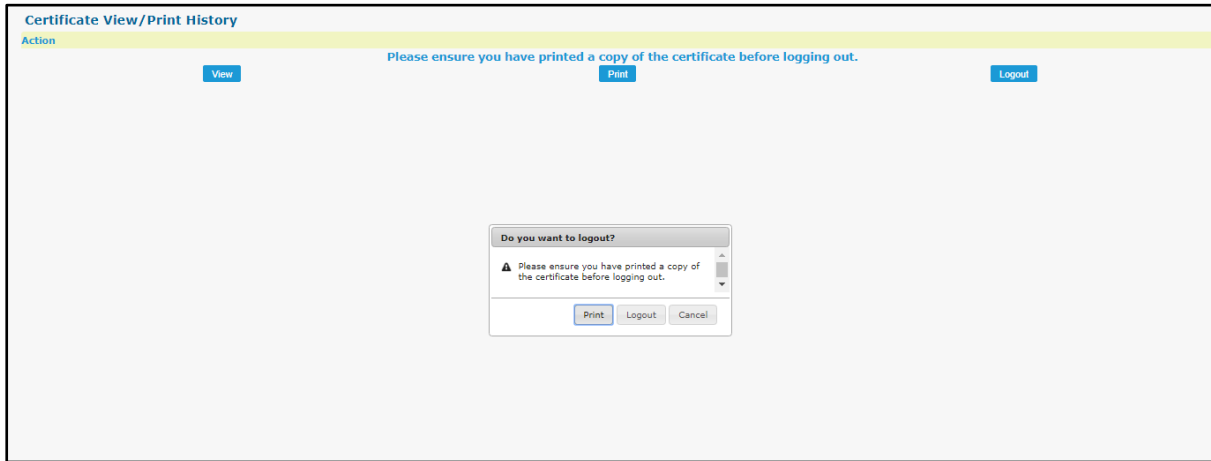 Certificate View/Print History
Action
Please ensure you have printed a copy of the certificate before logging out.
View Print Logout
Do you want to logout?
Please ensure you have printed a copy of
the certificate before logging out.
Print Logout Cancel